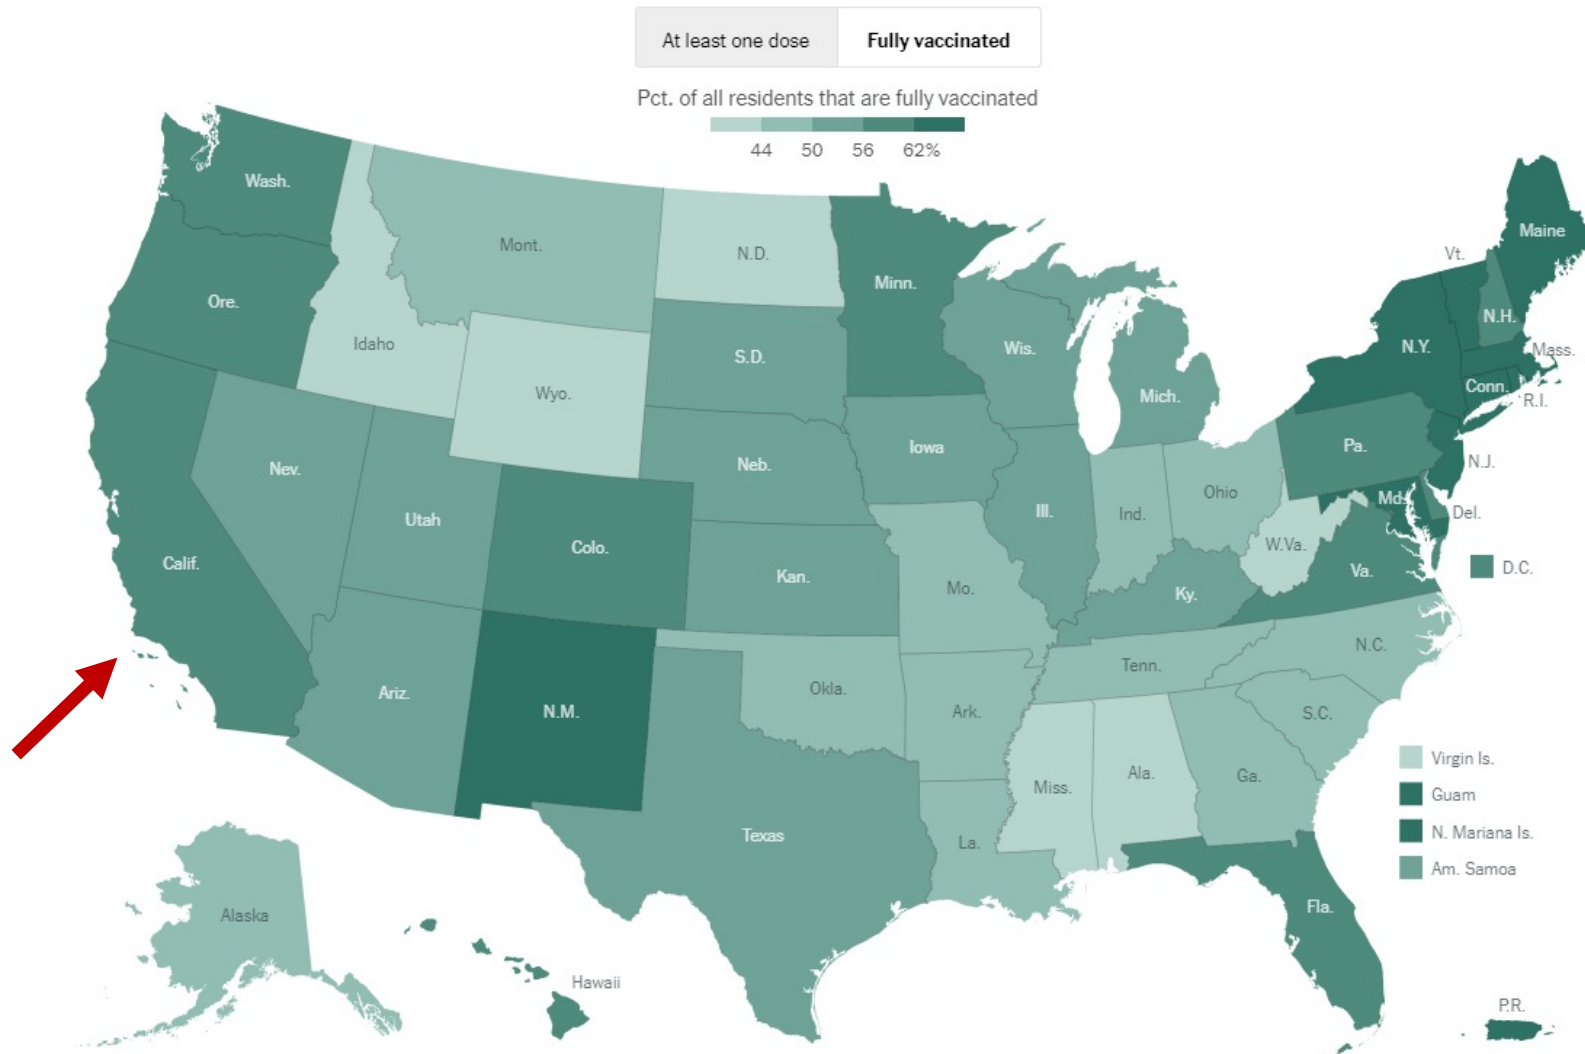 At least one dose
Fully vaccinated
Pct. of all residents that are fully vaccinated
44 50 56 62%
Wash.
Mont.
N.D.
Minn.
Vt.
Maine
Ore.
Idaho
S.D.
Wis.
N.H.
N.Y.
Mass.
Wyo.
Mich.
Conn.
R.I.
Nev.
Neb.
Iowa
Pa.
N.J.
Utah
Colo.
Ill.
Ind.
Ohio
Md.
Del.
W.Va.
Calif.
Kan.
Mo.
Ky.
Va.
D.C.
Ariz.
N.M.
Okla.
Ark.
Tenn.
N.C.
S.C.
Texas
La.
Miss.
Ala.
Ga.
Virgin Is.
Guam
N. Mariana Is.
Am. Samoa
Alaska
Hawaii
Fla.
P.R.